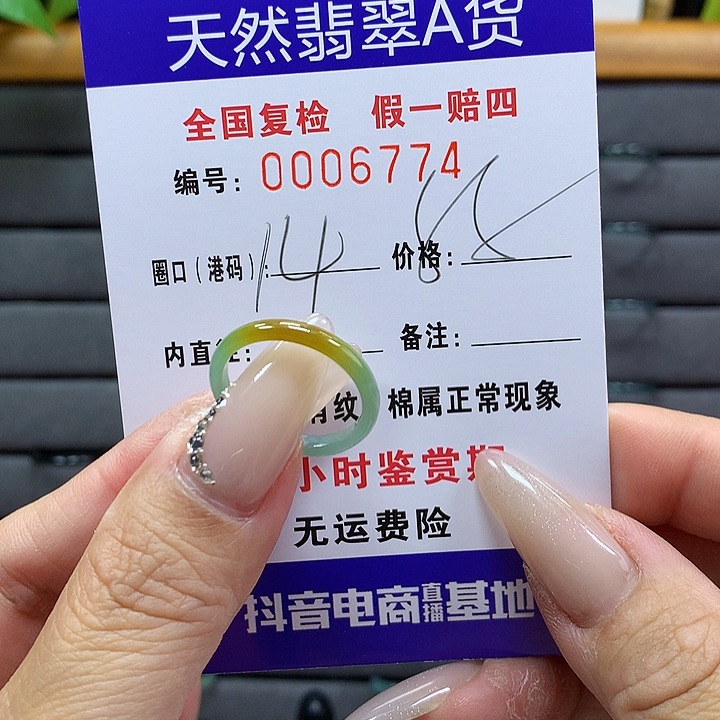 天然翡翠A货
全国复检 假一赔四
编号: 0006774
圈口(港码): 14 价格:
内直径: 备注:
有纹 棉属正常现象
小时鉴赏期
无运费险
抖音电商直播基地